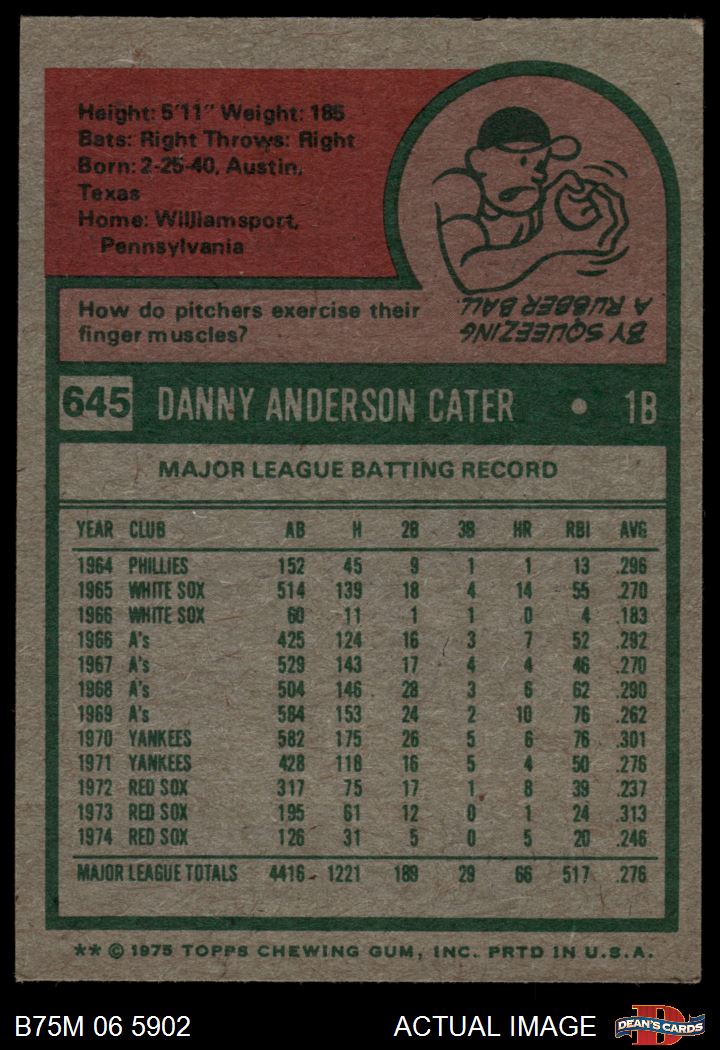 Height: 5'11" Weight: 185
Bats: Right Throws: Right
Born: 2-25-40, Austin,
Texas
Home: Williamsport,
Pennsylvania
How do pitchers exercise their
finger muscles?
BY SQUEEZING
A RUBBER BALL.
645 DANNY ANDERSON CATER • 1B
MAJOR LEAGUE BATTING RECORD
YEAR CLUB AB H 2B 3B HR RBI AVG
1964 PHILLIES 152 45 9 1 1 13 .296
1965 WHITE SOX 514 139 18 4 14 55 .270
1966 WHITE SOX 60 11 1 1 0 4 .183
1966 A's 425 124 16 3 7 52 .292
1967 A's 529 143 17 4 4 46 .270
1968 A's 504 146 28 3 6 62 .290
1969 A's 584 153 24 2 10 76 .262
1970 YANKEES 582 175 26 5 6 76 .301
1971 YANKEES 428 118 16 5 4 50 .276
1972 RED SOX 317 75 17 1 8 39 .237
1973 RED SOX 195 61 12 0 1 24 .313
1974 RED SOX 126 31 5 0 5 20 .246
MAJOR LEAGUE TOTALS 4416 1221 189 29 66 517 .276
** © 1975 TOPPS CHEWING GUM, INC. PRTD IN U.S.A.
B75M 06 5902 ACTUAL IMAGE DEAN'S CARDS